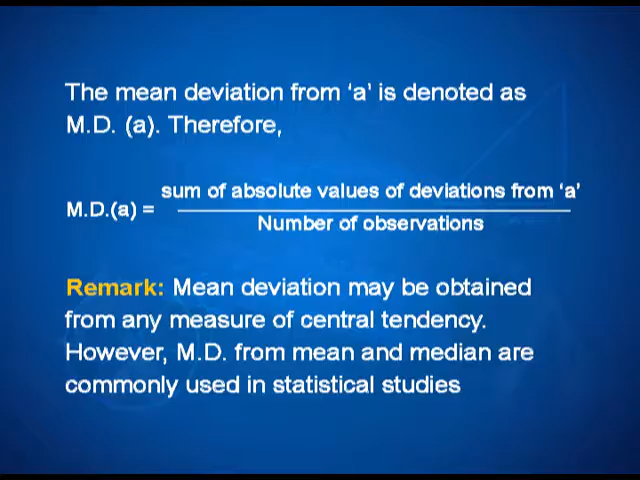 The mean deviation from ‘a’ is denoted as
M.D. (a). Therefore,
M.D.(a) = sum of absolute values of deviations from ‘a’
Number of observations
Remark: Mean deviation may be obtained
from any measure of central tendency.
However, M.D. from mean and median are
commonly used in statistical studies